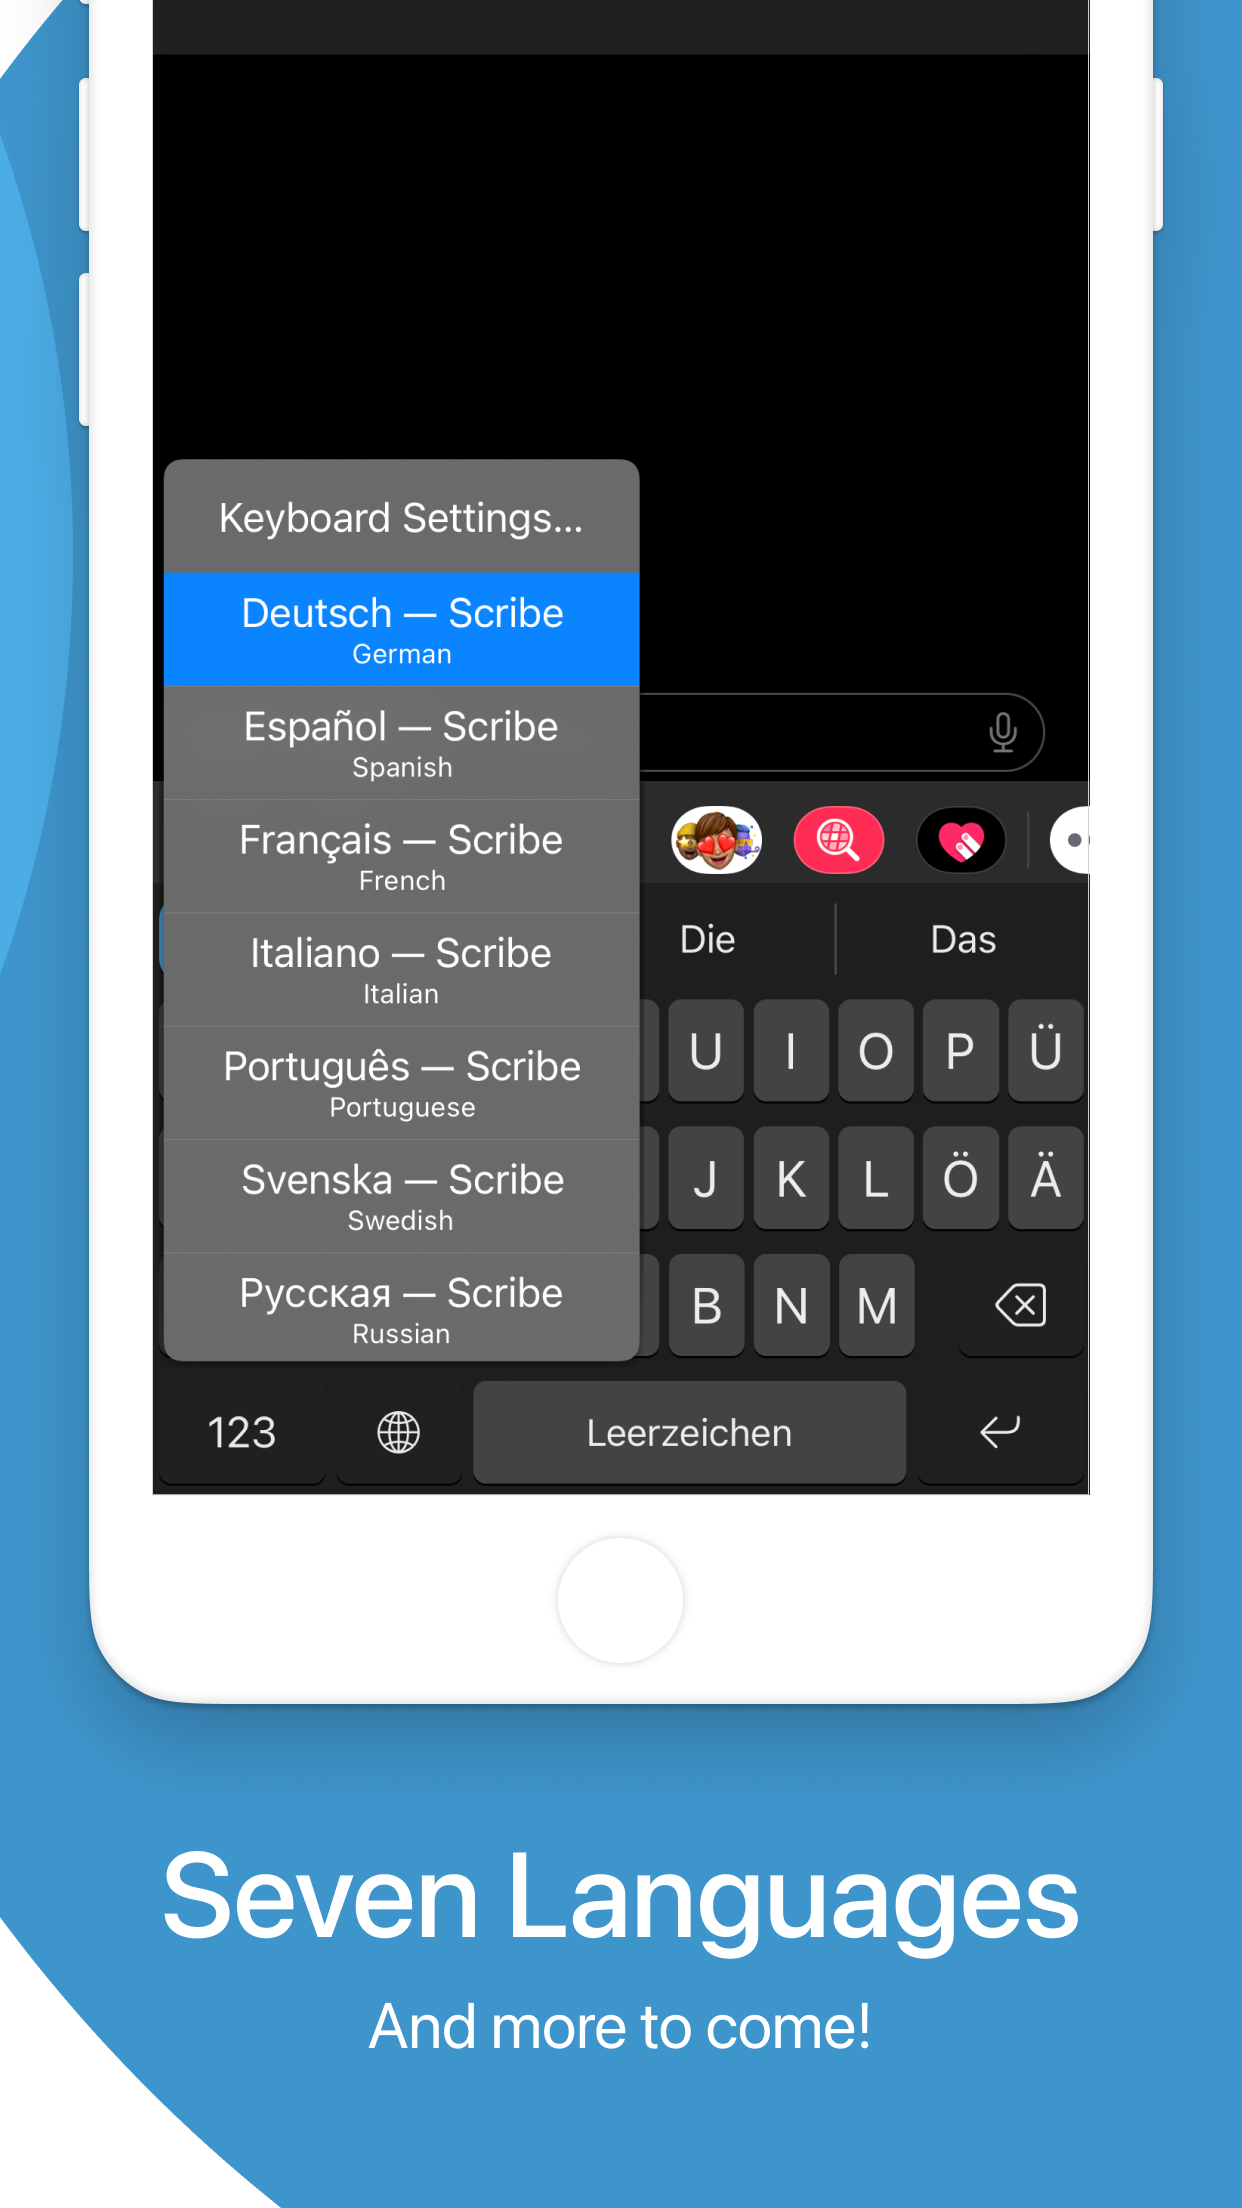 Keyboard Settings...
Deutsch — Scribe
German
Español — Scribe
Spanish
Français — Scribe
French
Italiano — Scribe
Italian
Português — Scribe
Portuguese
Svenska — Scribe
Swedish
Русская — Scribe
Russian
Die Das
U I O P Ü
J K L Ö Ä
B N M
123 Leerzeichen
Seven Languages
And more to come!